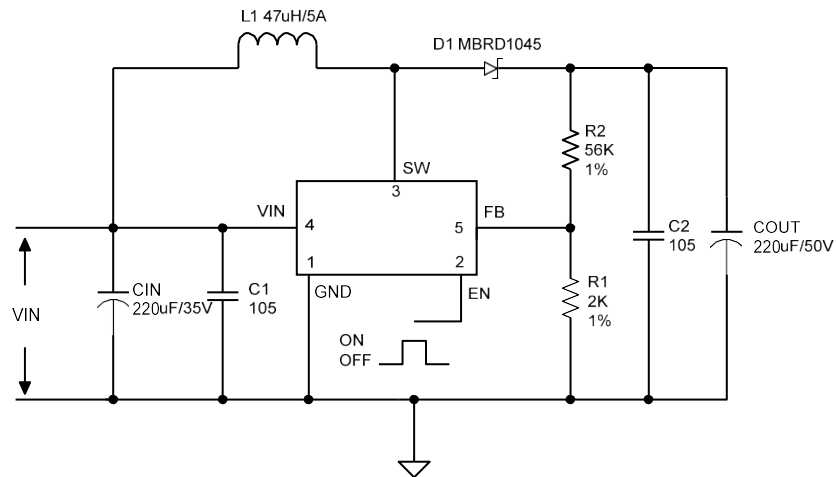 L1 47uH/5A
D1 MBRD1045
R2
56K
1%
SW
3
VIN
4
5
FB
1
2
GND
EN
C2
105
COUT
220uF/50V
CIN
220uF/35V
C1
105
R1
2K
1%
VIN
ON
OFF